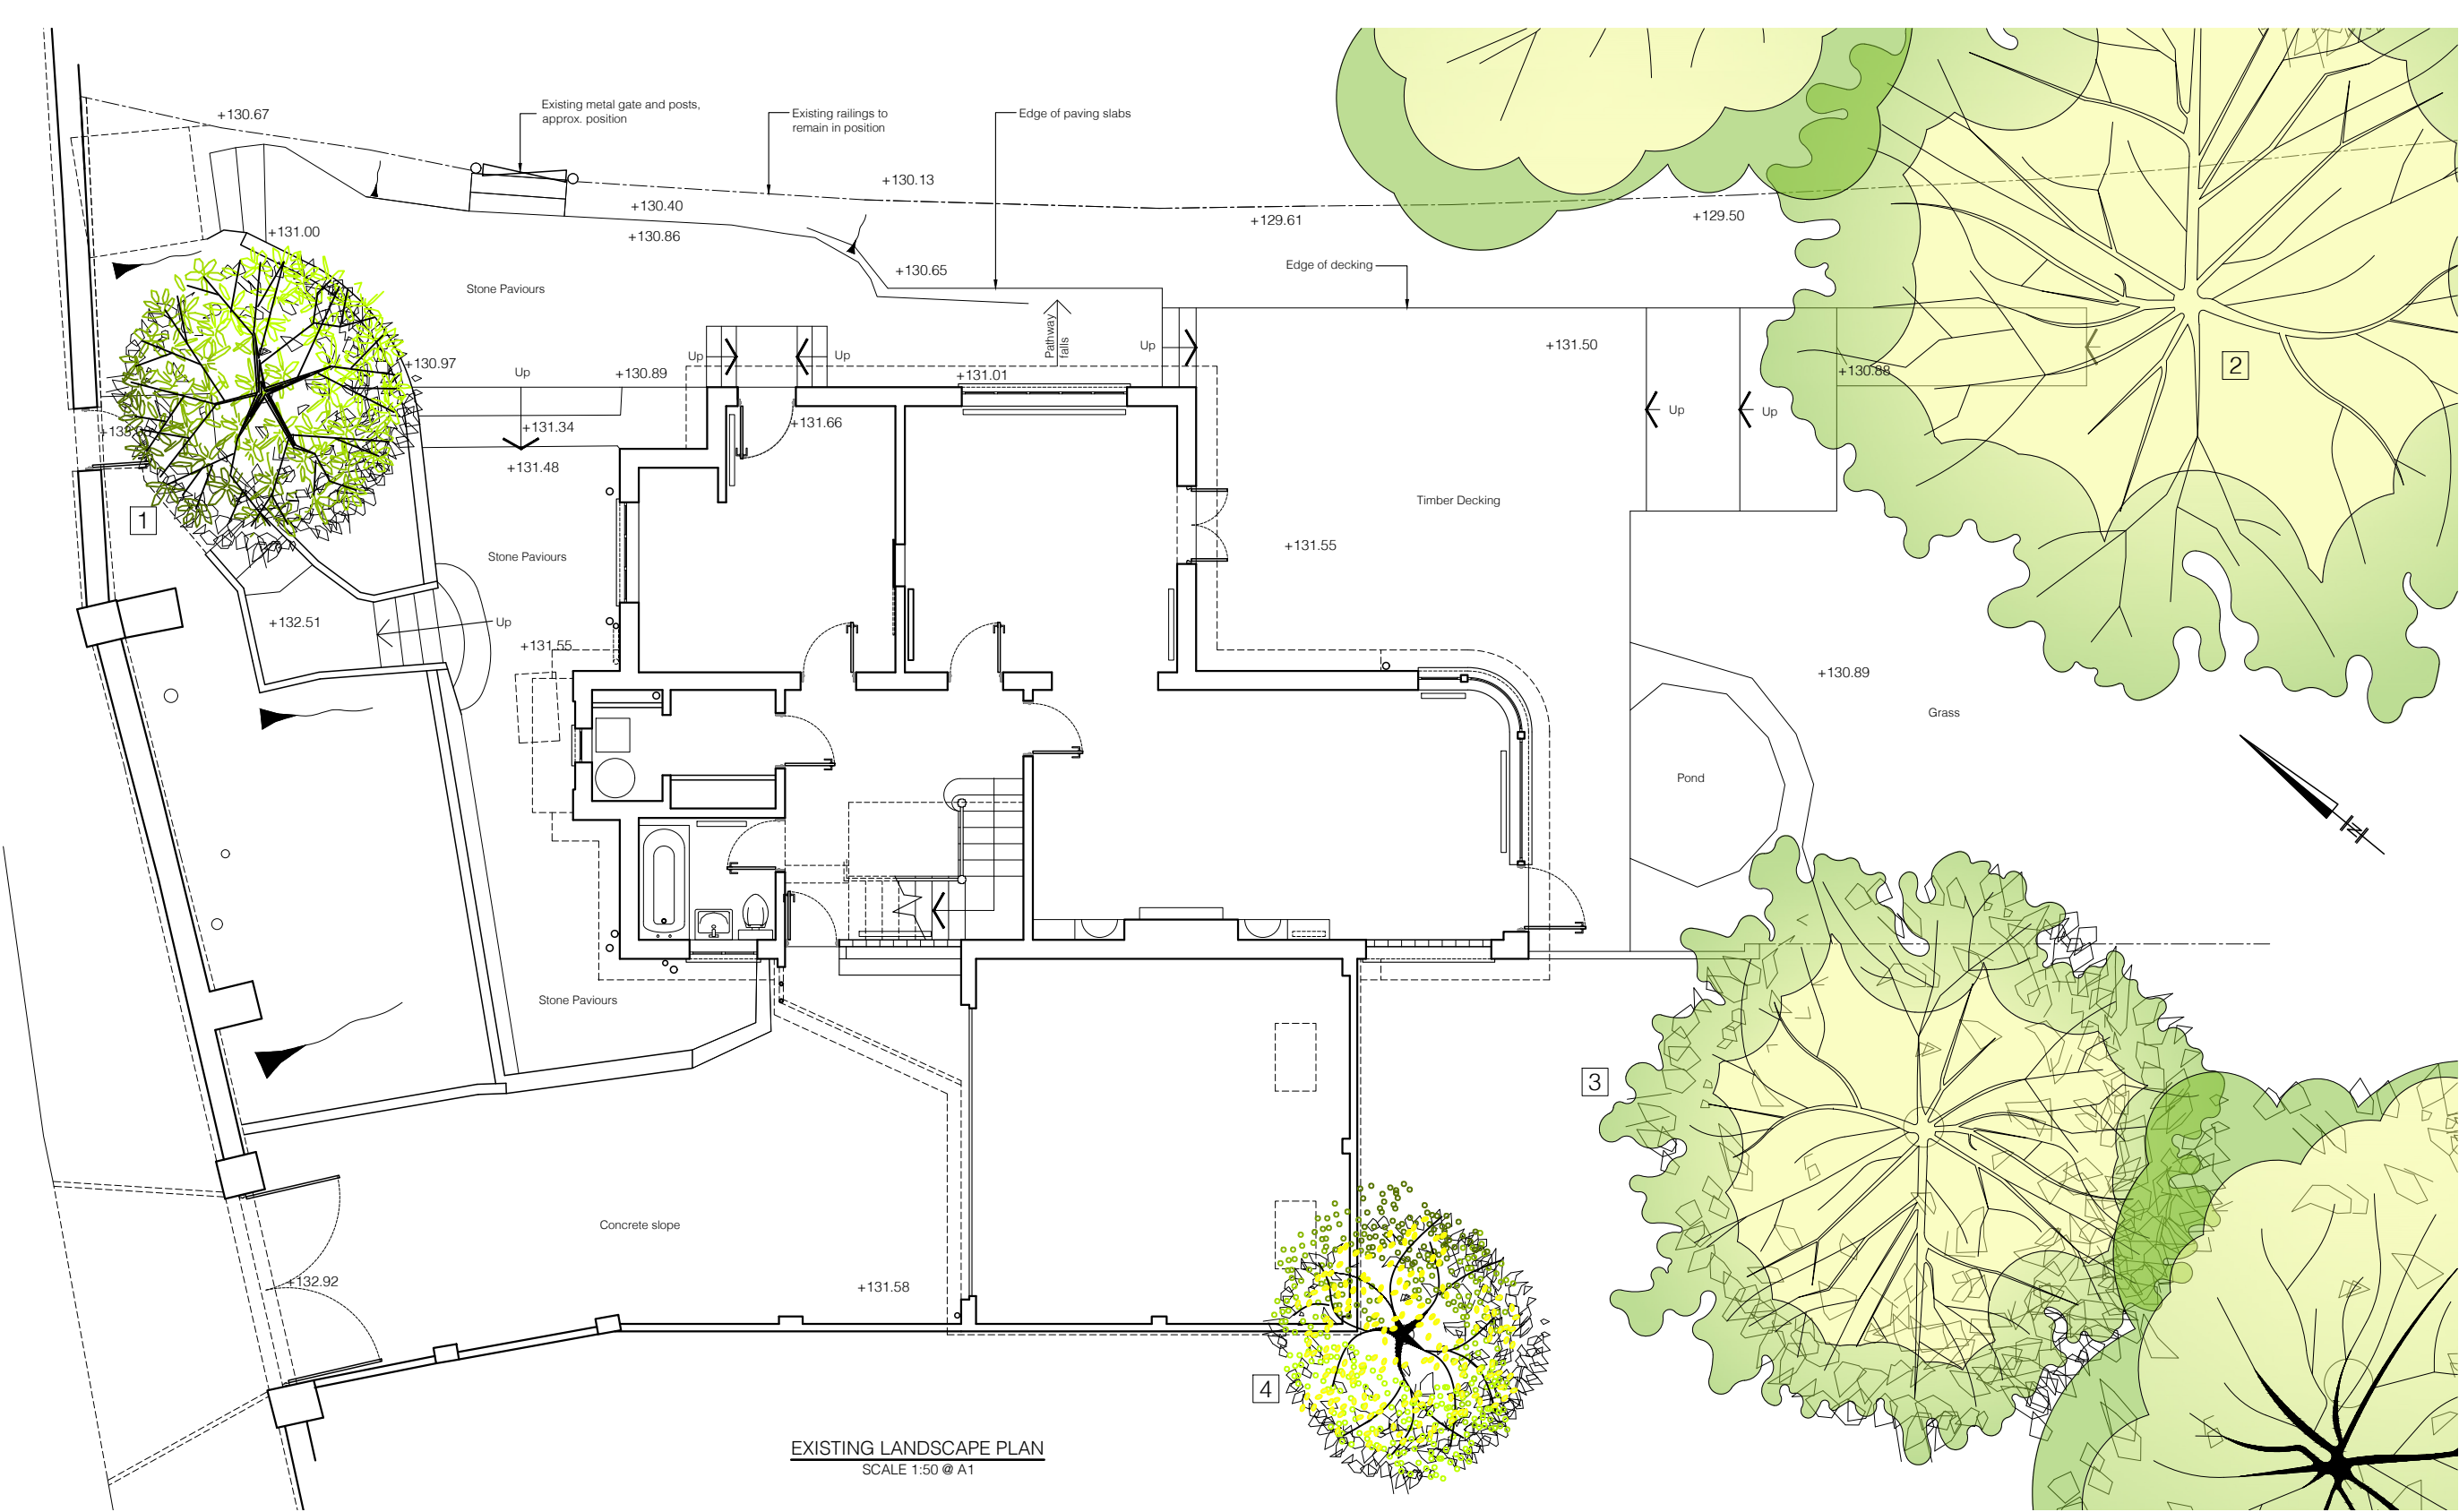 +130.67
Existing metal gate and posts,
approx. position
Existing railings to
remain in position
Edge of paving slabs
+130.13
+130.40
+130.86
+129.61
+129.50
+131.00
+130.65
Edge of decking
Stone Paviours
Pathway
falls
Up
Up
Up
+131.50
+130.97
Up
+130.89
+131.01
+130.88
2
Up
Up
+131.34
+131.66
+131.48
Timber Decking
1
+131.55
Stone Paviours
+132.51
Up
+131.55
+130.89
Grass
Pond
N
Stone Paviours
3
Concrete slope
+132.92
+131.58
4
EXISTING LANDSCAPE PLAN
SCALE 1:50 @ A1